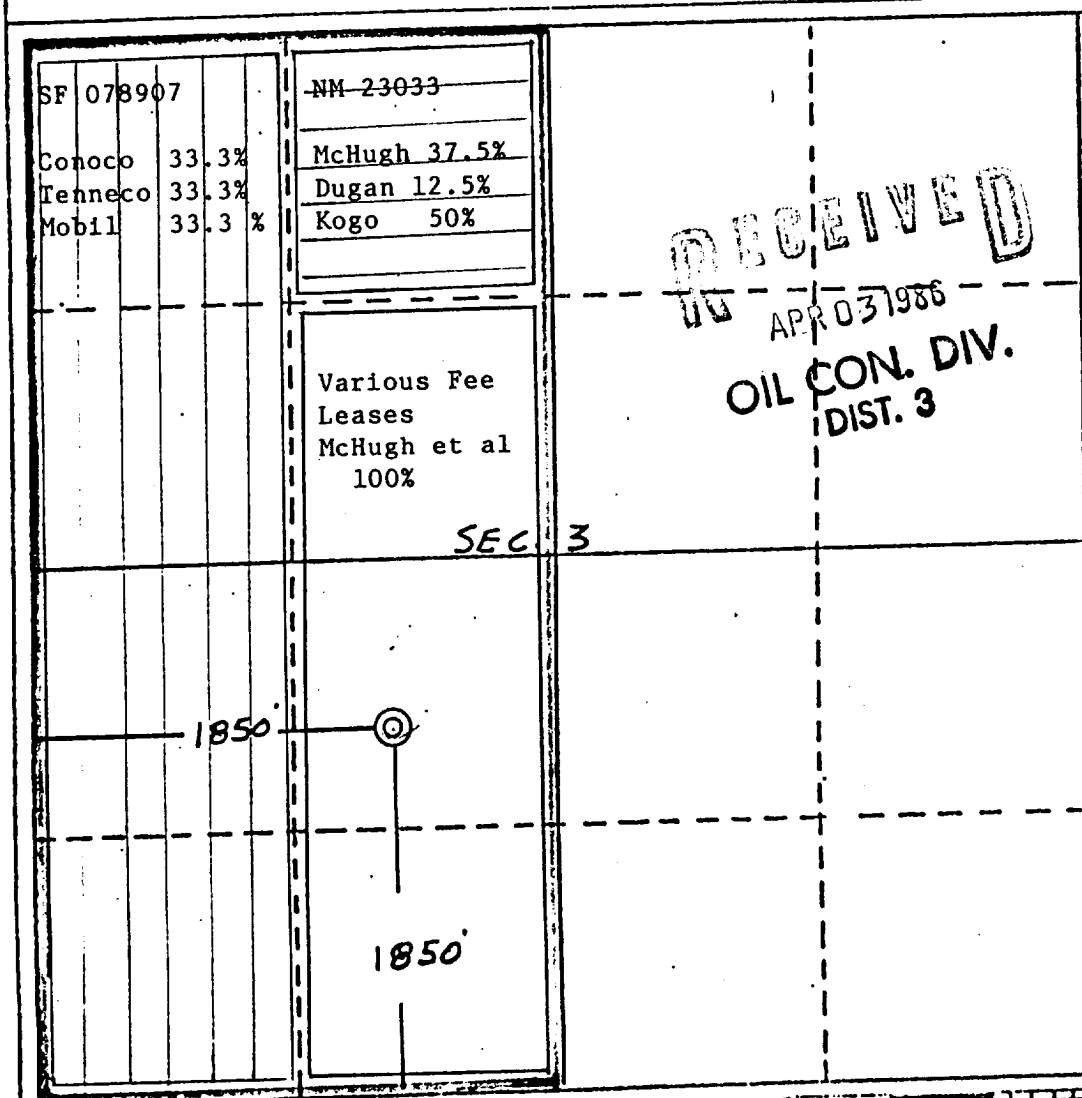 SF 078907
Conoco 33.3%
Tenneco 33.3%
Mobil 33.3 %
NM 23033
McHugh 37.5%
Dugan 12.5%
Kogo 50%
RECEIVED
APR 03 1986
OIL CON. DIV.
DIST. 3
Various Fee
Leases
McHugh et al
100%
SEC. 3
1850'
1850'